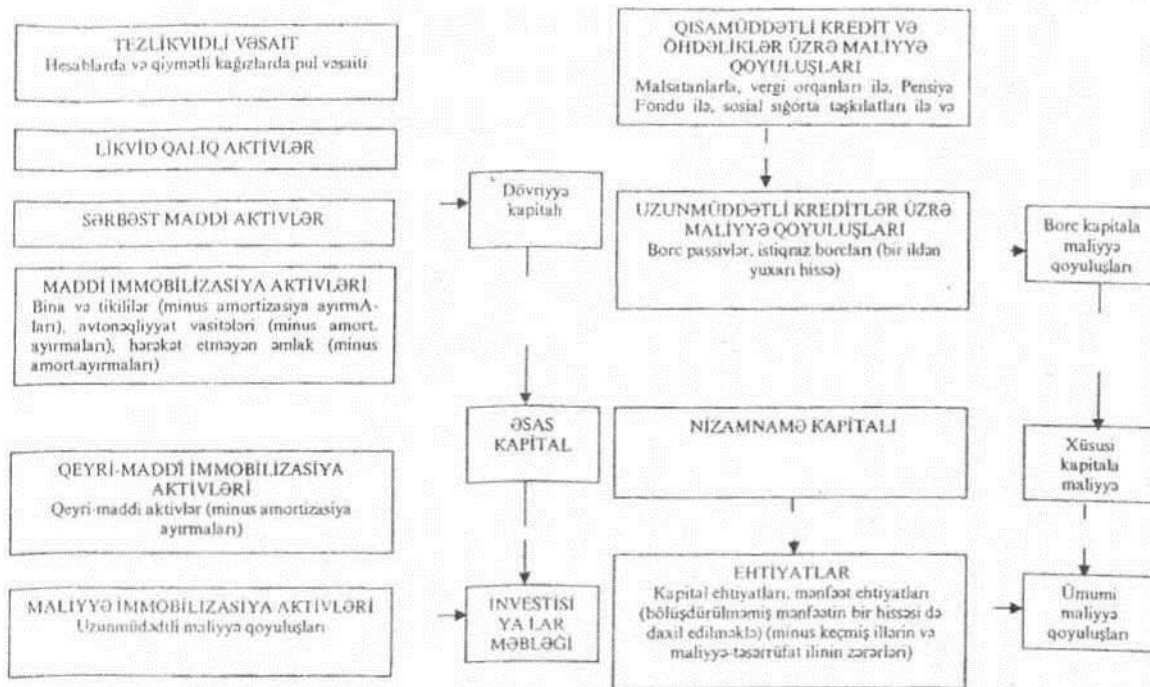 TEZLİKVİDLİ VƏSAİT
Hesablarda və qiymətli kağızlarda pul vəsaiti
LİKVİD QALIQ AKTİVLƏR
SƏRBƏST MADDİ AKTİVLƏR
MADDİ İMMOBİLİZASİYA AKTİVLƏRİ
Bina və tikililər (minus amortizasiya ayırmA-
ları), avtonəqliyyat vasitələri (minus amort.
ayırmaları), hərəkət etməyən əmlak (minus
amort.ayırmaları)
QEYRİ-MADDİ İMMOBİLİZASİYA
AKTİVLƏRİ
Qeyri-maddi aktivlər (minus amortizasiya
ayırmaları)
MALİYYƏ İMMOBİLİZASİYA AKTİVLƏRİ
Uzunmüdədtli maliyyə qoyuluşları
Dövriyyə
kapitalı
ƏSAS
KAPİTAL
İNVESTİSİ
YA LAR
MƏBLƏĞİ
QISAMÜDDƏTLİ KREDİT VƏ
ÖHDƏLİKLƏR ÜZRƏ MALİYYƏ
QOYULUŞLARI
Malsatanlarla, vergi orqanları ilə, Pensiya
Fondu ilə, sosial sığorta təşkilatları ilə və
UZUNMÜDDƏTLİ KREDİTLƏR ÜZRƏ
MALİYYƏ QOYULUŞLARI
Borc passivlər, istiqraz borcları (bir ildən
yuxarı hissə)
NİZAMNAMƏ KAPİTALI
EHTİYATLAR
Kapital ehtiyatları, mənfəət ehtiyatları
(bölüşdürülməmiş mənfəətin bir hissəsi də
daxil edilməklə) (minus keçmiş illərin və
maliyyə-təsərrüfat ilinin zərərləri)
Borc kapitala
maliyyə
qoyuluşları
Xüsusi
kapitala
maliyyə
Ümumi
maliyyə
qoyuluşları